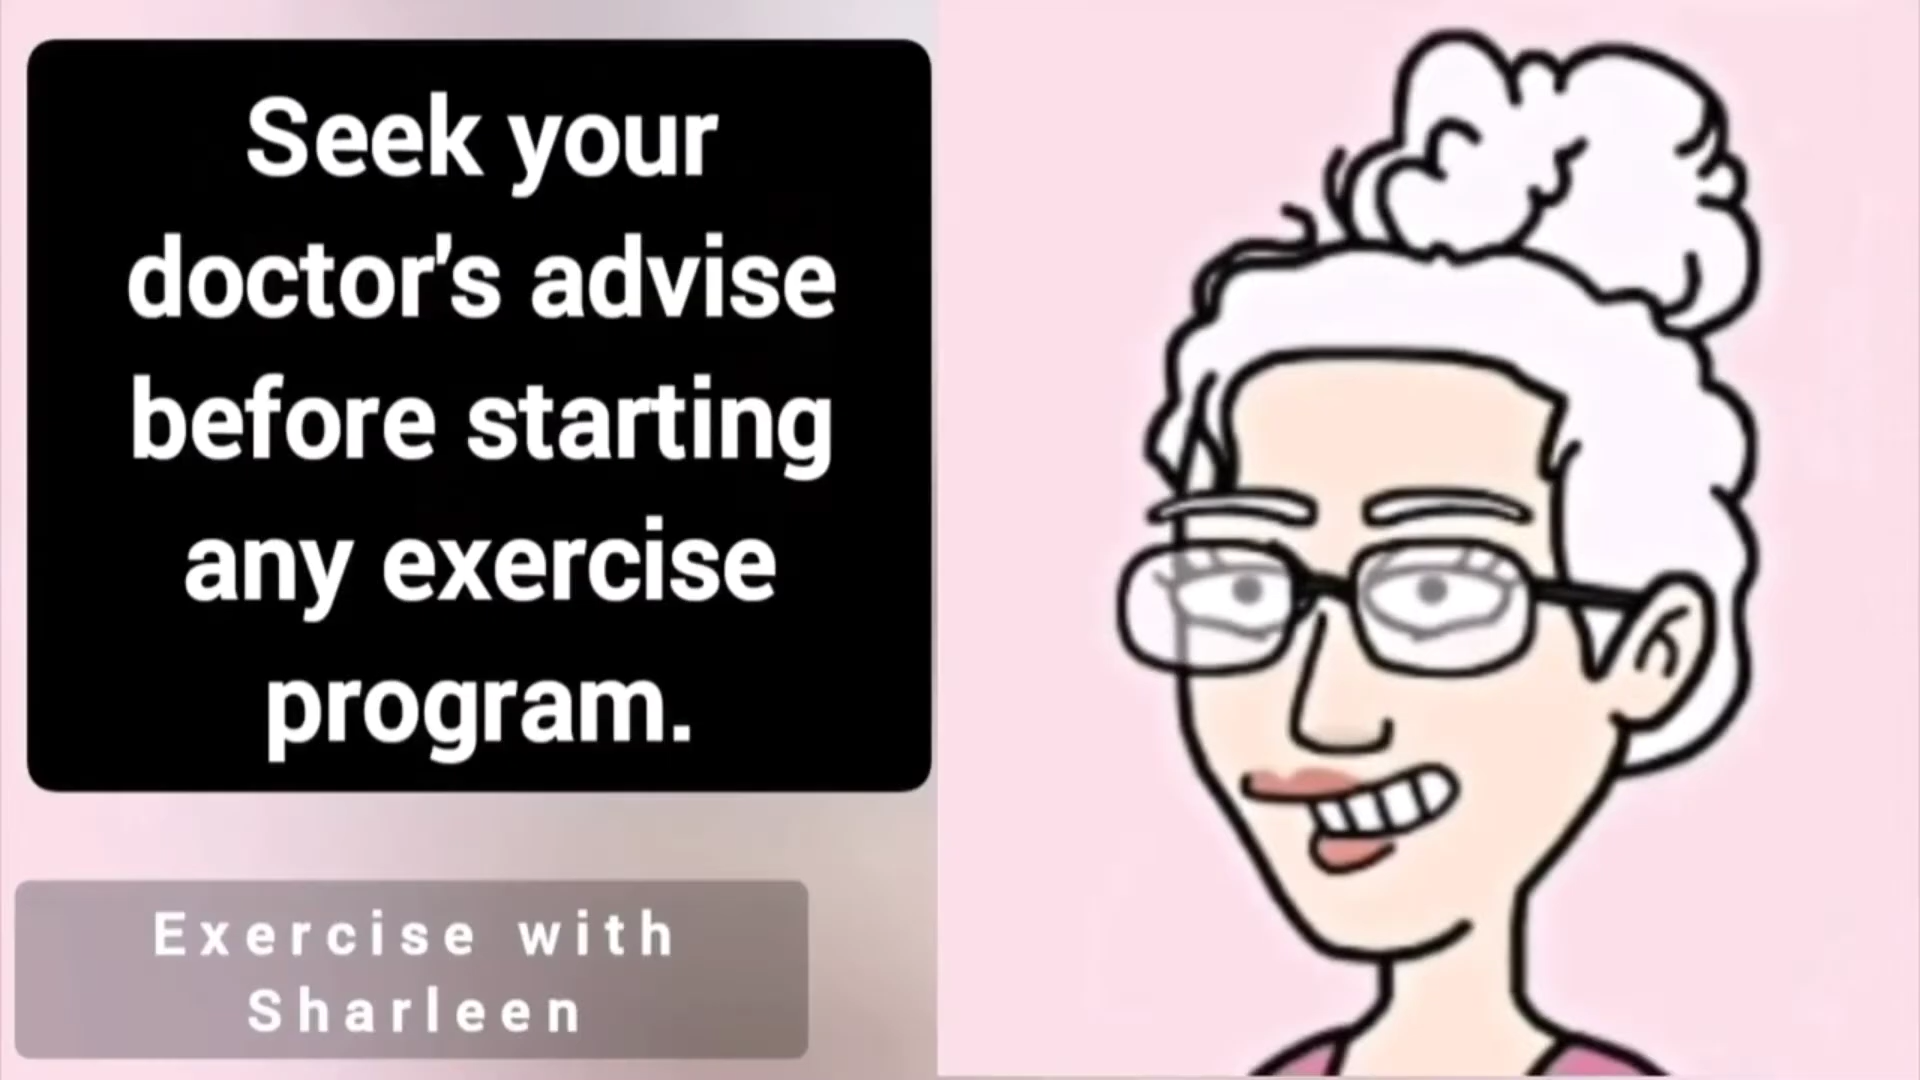 Seek your
doctor's advise
before starting
any exercise
program.
Exercise with
Sharleen